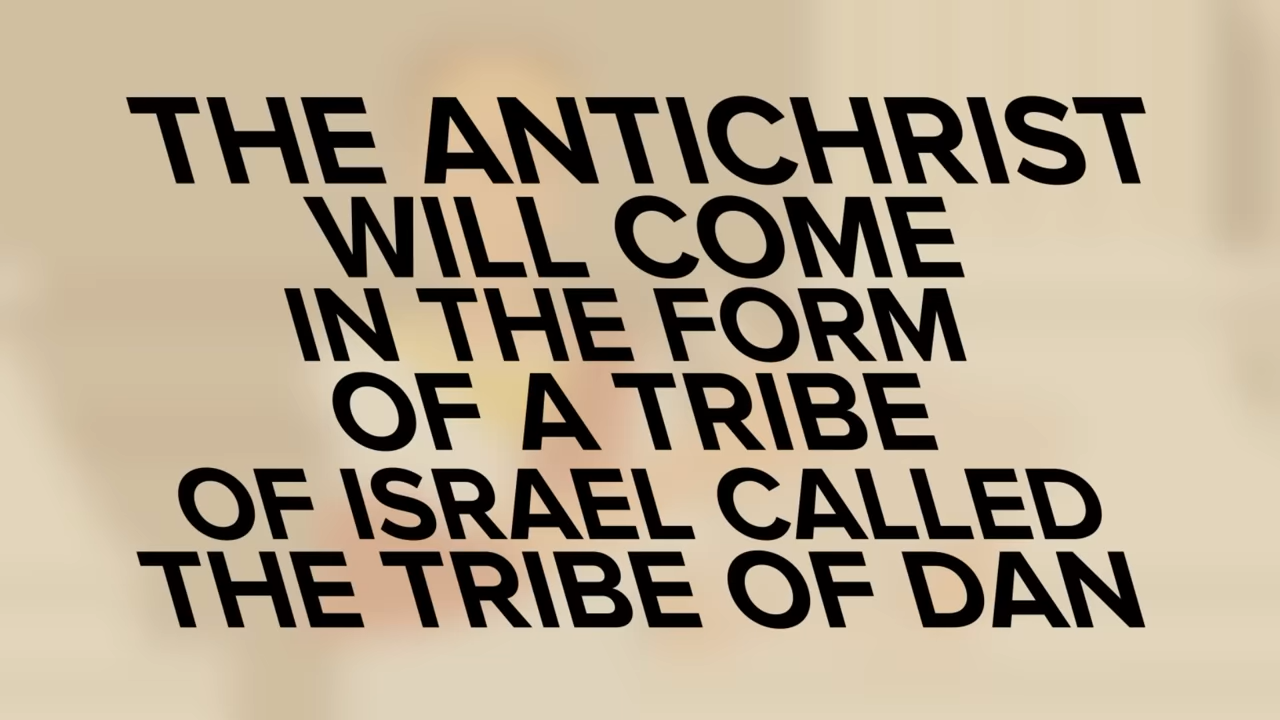 THE ANTICHRIST
WILL COME
IN THE FORM
OF A TRIBE
OF ISRAEL CALLED
THE TRIBE OF DAN